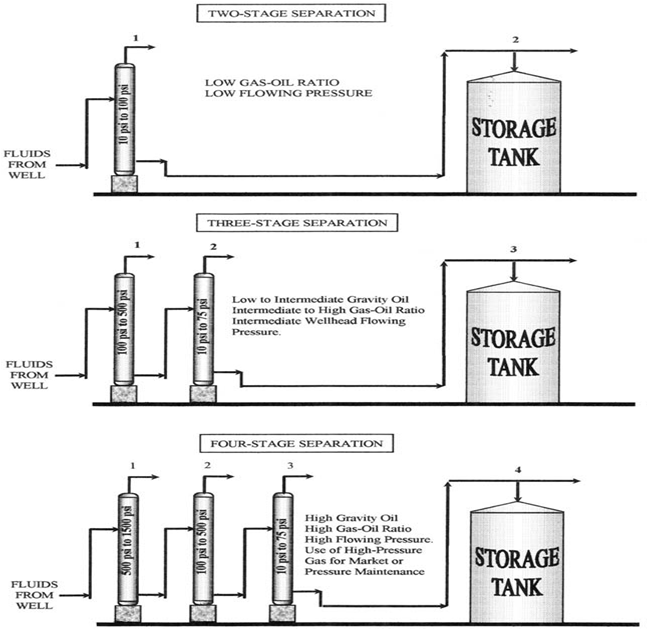 TWO-STAGE SEPARATION
1
2
10 psi to 100 psi
LOW GAS-OIL RATIO
LOW FLOWING PRESSURE
STORAGE
TANK
FLUIDS
FROM
WELL
THREE-STAGE SEPARATION
1
2
3
100 psi to 500 psi
10 psi to 75 psi
Low to Intermediate Gravity Oil
Intermediate to High Gas-Oil Ratio
Intermediate Wellhead Flowing
Pressure.
STORAGE
TANK
FLUIDS
FROM
WELL
FOUR-STAGE SEPARATION
1
2
3
4
500 psi to 1500 psi
100 psi to 500 psi
10 psi to 75 psi
High Gravity Oil
High Gas-Oil Ratio
High Flowing Pressure.
Use of High-Pressure
Gas for Market or
Pressure Maintenance
STORAGE
TANK
FLUIDS
FROM
WELL